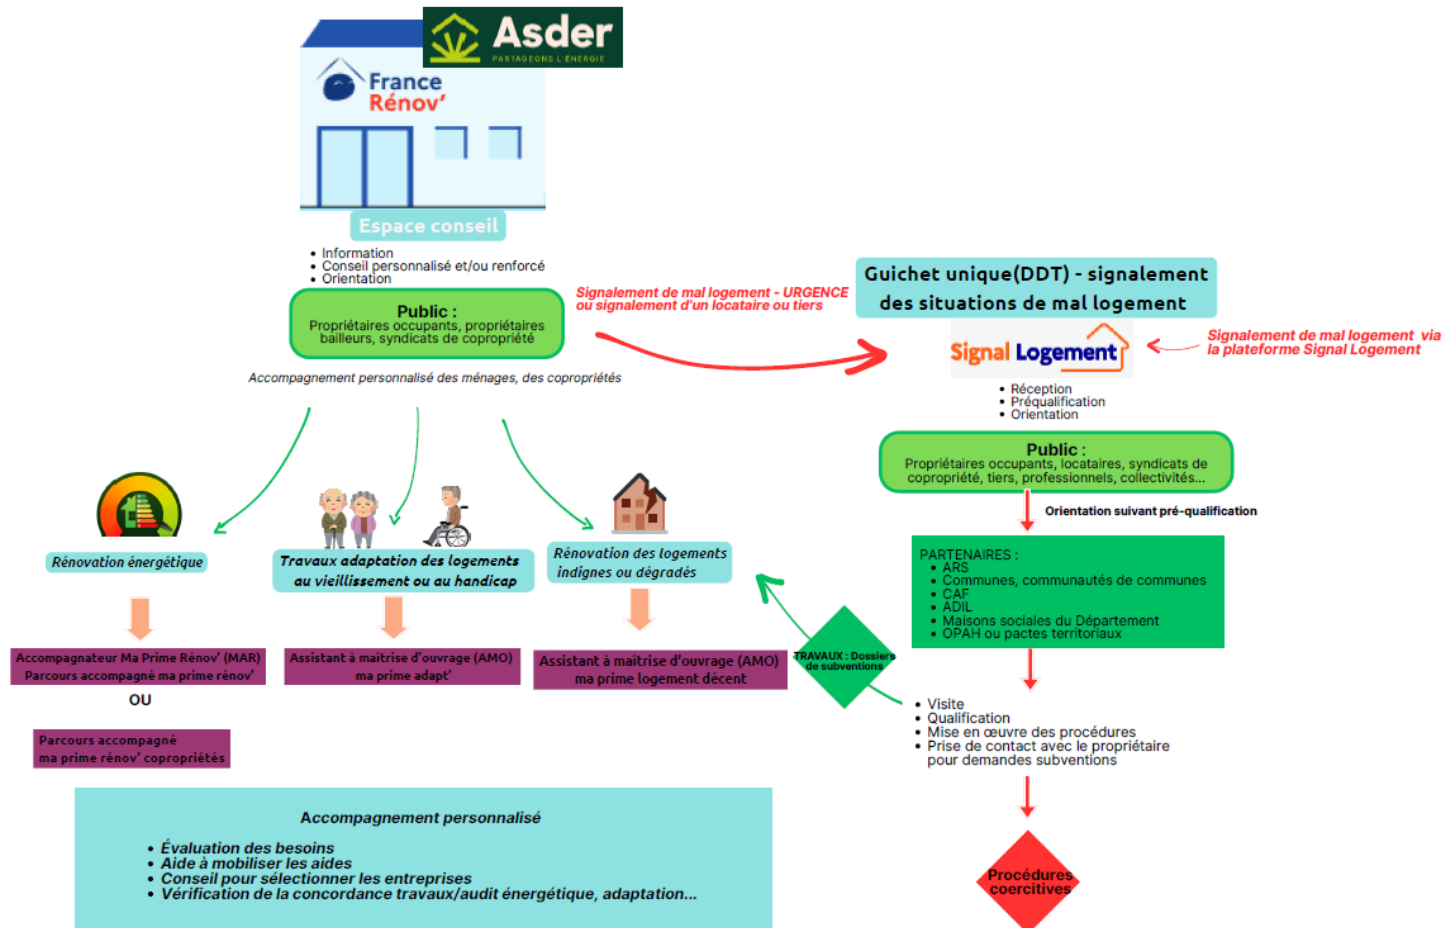 Asder
PARTAGEONS L'ÉNERGIE
France
Rénov'
Espace conseil
• Information
• Conseil personnalisé et/ou renforcé
• Orientation
Public :
Propriétaires occupants, propriétaires
bailleurs, syndicats de copropriété
Accompagnement personnalisé des ménages, des copropriétés
Signalement de mal logement - URGENCE
ou signalement d'un locataire ou tiers
Guichet unique(DDT) - signalement
des situations de mal logement
Signal Logement
Signalement de mal logement via
la plateforme Signal Logement
• Réception
• Préqualification
• Orientation
Public :
Propriétaires occupants, locataires, syndicats de
copropriété, tiers, professionnels, collectivités...
Orientation suivant pré-qualification
PARTENAIRES :
• ARS
• Communes, communautés de communes
• CAF
• ADIL
• Maisons sociales du Département
• OPAH ou pactes territoriaux
• Visite
• Qualification
• Mise en œuvre des procédures
• Prise de contact avec le propriétaire
pour demandes subventions
Procédures
coercitives
TRAVAUX : Dossiers
de subventions
Rénovation énergétique
Travaux adaptation des logements
au vieillissement ou au handicap
Rénovation des logements
indignes ou dégradés
Accompagnateur Ma Prime Rénov' (MAR)
Parcours accompagné ma prime rénov'
OU
Parcours accompagné
ma prime rénov' copropriétés
Assistant à maîtrise d'ouvrage (AMO)
ma prime adapt'
Assistant à maîtrise d'ouvrage (AMO)
ma prime logement décent
Accompagnement personnalisé
• Évaluation des besoins
• Aide à mobiliser les aides
• Conseil pour sélectionner les entreprises
• Vérification de la concordance travaux/audit énergétique, adaptation...